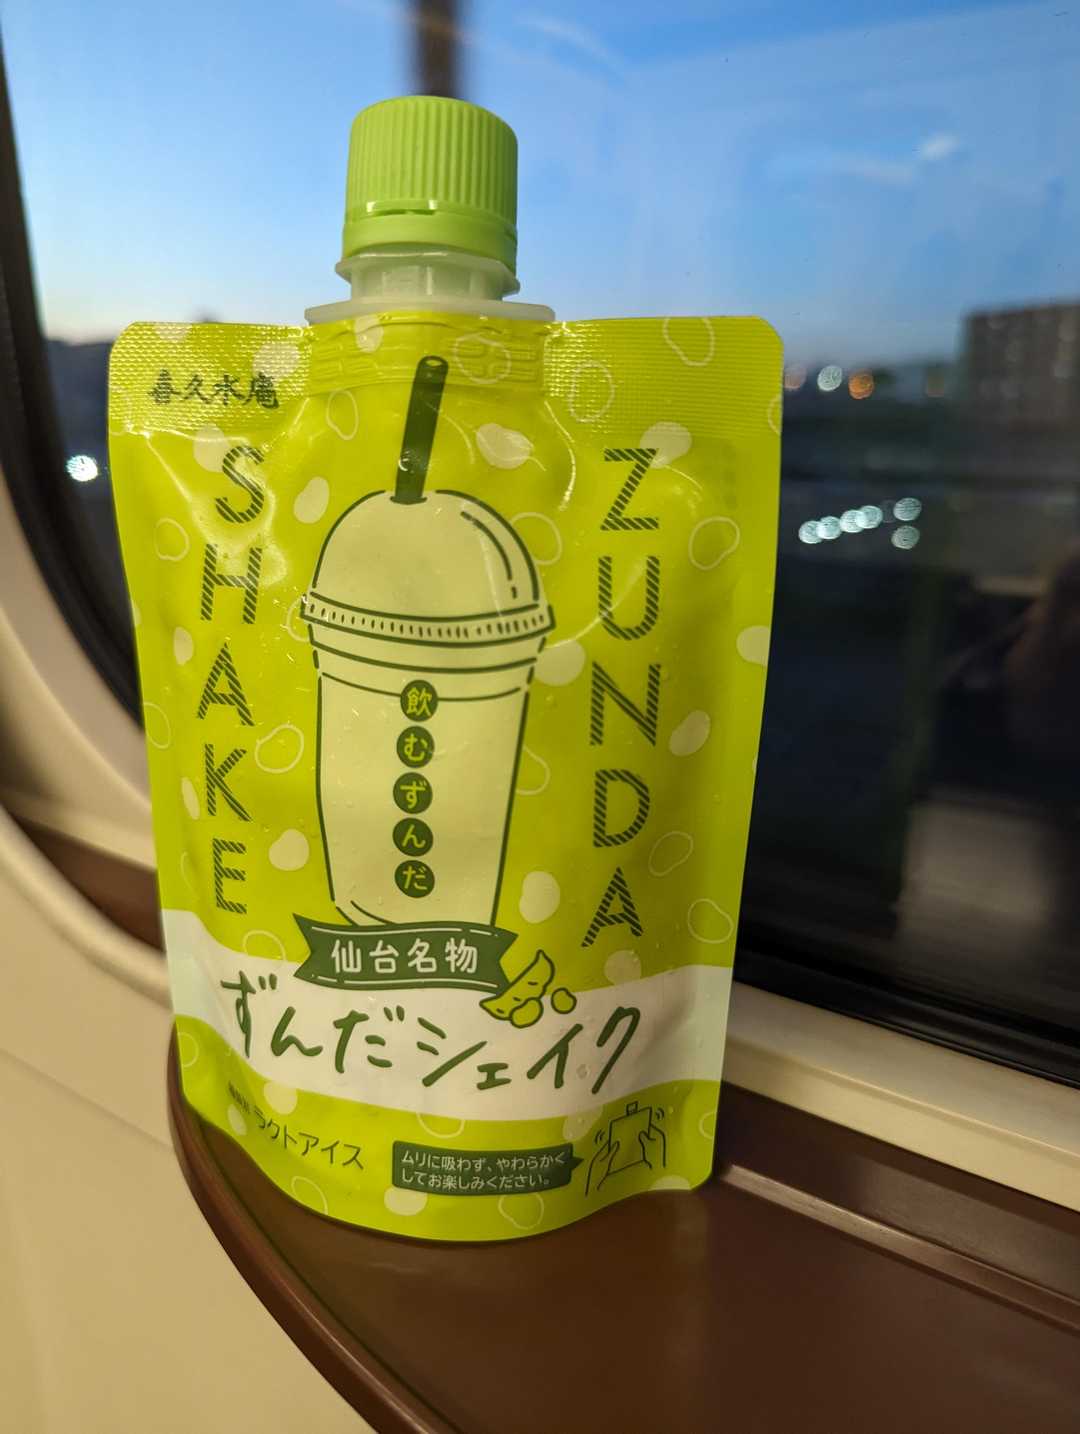 喜久水庵
SHAKE
ZUNDA
飲むずんだ
仙台名物
ずんだシェイク
ラクトアイス
ムリに吸わず、やわらかく
してお楽しみください。